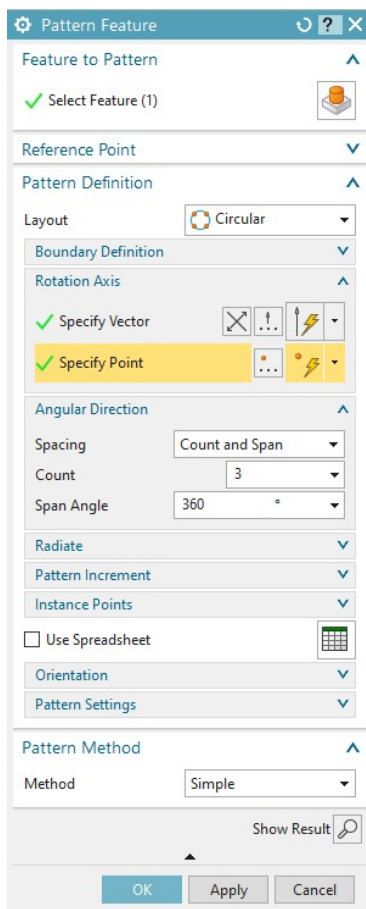 Pattern Feature
Feature to Pattern
Select Feature (1)
Reference Point
Pattern Definition
Layout Circular
Boundary Definition
Rotation Axis
Specify Vector
Specify Point
Angular Direction
Spacing Count and Span
Count 3
Span Angle 360 °
Radiate
Pattern Increment
Instance Points
Use Spreadsheet
Orientation
Pattern Settings
Pattern Method
Method Simple
Show Result
OK Apply Cancel